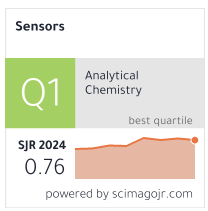 Sensors
Q1
Analytical
Chemistry
best quartile
SJR 2024
0.76
powered by scimagojr.com